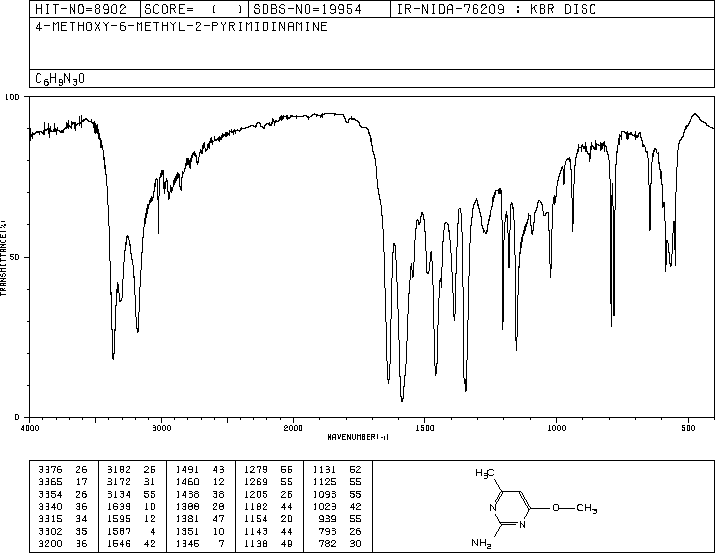 HIT-NO=8902 SCORE= ( ) SDBS-NO=19954 IR-NIDA-76209 : KBR DISC
4-METHOXY-6-METHYL-2-PYRIMIDINAMINE
C6H9N3O
100
TRANSMITTANCE(%)
50
0
4000 3000 2000 1500 1000 500
WAVENUMBER(-1)
3376 26 3182 26 1491 43 1279 55 1131 52
3365 17 3172 31 1460 12 1269 55 1125 55
3354 26 3134 55 1438 38 1205 26 1093 55
3340 36 1639 10 1388 28 1182 44 1023 42
3315 34 1595 12 1381 47 1154 20 939 55
3302 35 1587 4 1351 10 1143 44 793 26
3200 36 1546 42 1345 7 1138 49 782 30
H3C
N
O CH3
N
NH2